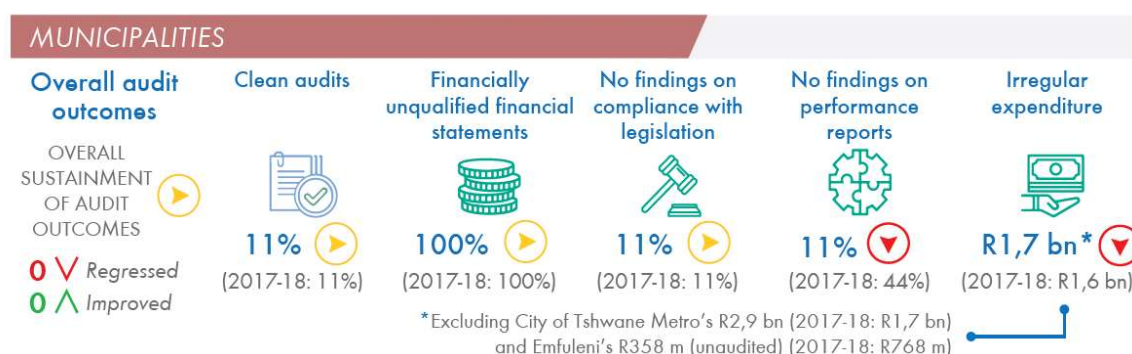 MUNICIPALITIES
Overall audit
outcomes
OVERALL
SUSTAINMENT
OF AUDIT
OUTCOMES
0 Regressed
0 Improved
Clean audits
11%
(2017-18: 11%)
Financially
unqualified financial
statements
100%
(2017-18: 100%)
No findings on
compliance with
legislation
11%
(2017-18: 11%)
No findings on
performance
reports
11%
(2017-18: 44%)
Irregular
expenditure
R1,7 bn*
(2017-18: R1,6 bn)
*Excluding City of Tshwane Metro's R2,9 bn (2017-18: R1,7 bn)
and Emfuleni's R358 m (unaudited) (2017-18: R768 m)